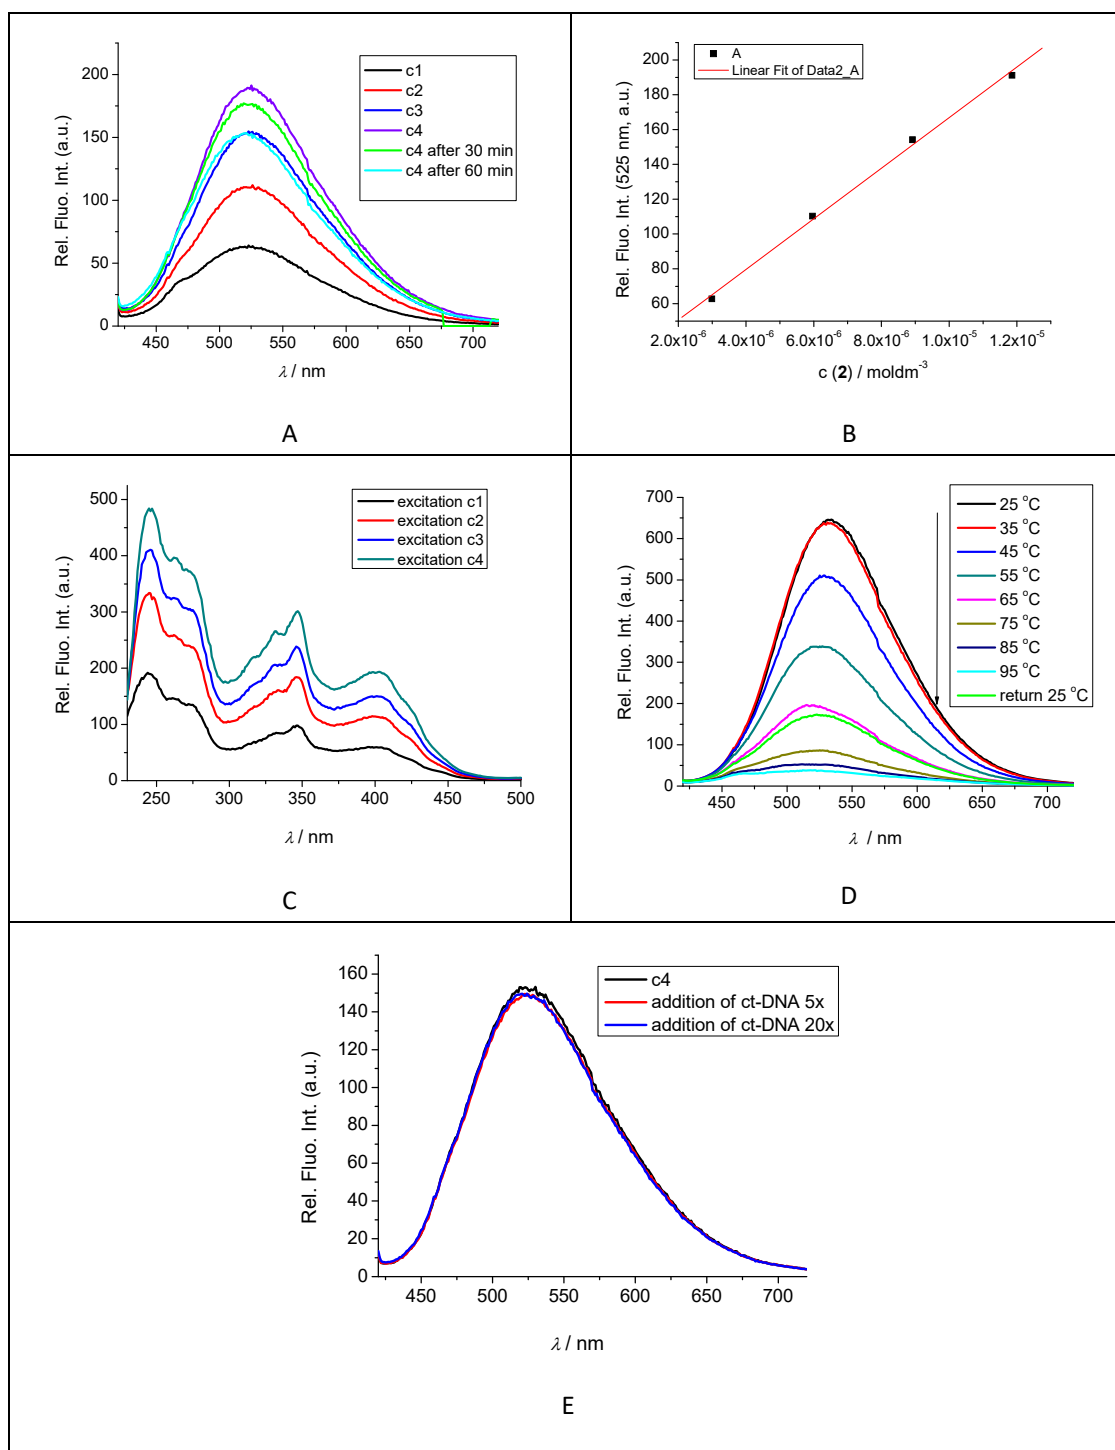 Rel. Fluo. Int. (a.u.)
200
150
100
50
0
450 500 550 600 650 700
λ / nm
c1
c2
c3
c4
c4 after 30 min
c4 after 60 min
A
Rel. Fluo. Int. (525 nm, a.u.)
200
180
160
140
120
100
80
60
2.0x10⁻⁶ 4.0x10⁻⁶ 6.0x10⁻⁶ 8.0x10⁻⁶ 1.0x10⁻⁵ 1.2x10⁻⁵
c (2) / moldm⁻³
A
Linear Fit of Data2_A
B
Rel. Fluo. Int. (a.u.)
500
400
300
200
100
0
250 300 350 400 450 500
λ / nm
excitation c1
excitation c2
excitation c3
excitation c4
C
Rel. Fluo. Int. (a.u.)
700
600
500
400
300
200
100
0
450 500 550 600 650 700
λ / nm
25 °C
35 °C
45 °C
55 °C
65 °C
75 °C
85 °C
95 °C
return 25 °C
D
Rel. Fluo. Int. (a.u.)
160
140
120
100
80
60
40
20
0
450 500 550 600 650 700
λ / nm
c4
addition of ct-DNA 5x
addition of ct-DNA 20x
E